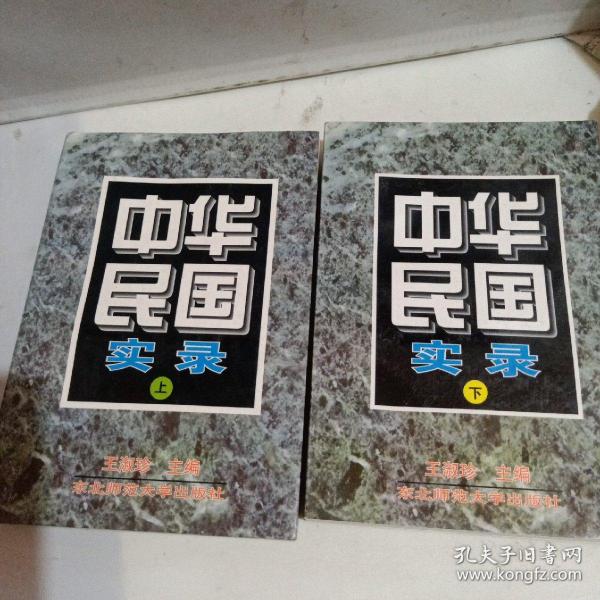 中华
民国
实录
上
王淑珍 主编
东北师范大学出版社
中华
民国
实录
下
王淑珍 主编
东北师范大学出版社
孔夫子旧书网
www.kongfz.com